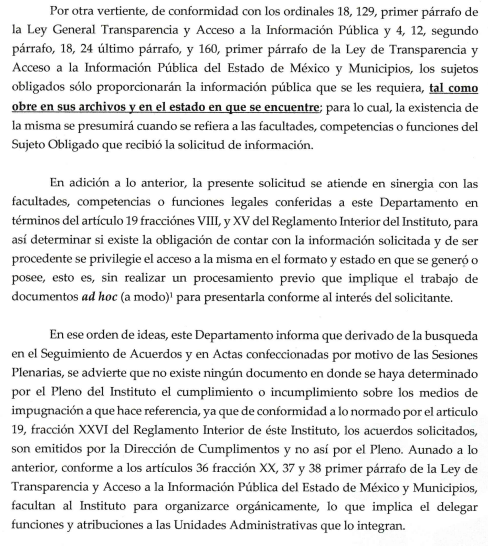 Por otra vertiente, de conformidad con los ordinales 18, 129, primer párrafo de
la Ley General Transparencia y Acceso a la Información Pública y 4, 12, segundo
párrafo, 18, 24 último párrafo, y 160, primer párrafo de la Ley de Transparencia y
Acceso a la Información Pública del Estado de México y Municipios, los sujetos
obligados sólo proporcionarán la información pública que se les requiera, tal como
obre en sus archivos y en el estado en que se encuentre; para lo cual, la existencia de
la misma se presumirá cuando se refiera a las facultades, competencias o funciones del
Sujeto Obligado que recibió la solicitud de información.
En adición a lo anterior, la presente solicitud se atiende en sinergia con las
facultades, competencias o funciones legales conferidas a este Departamento en
términos del artículo 19 fracciónes VIII, y XV del Reglamento Interior del Instituto, para
así determinar si existe la obligación de contar con la información solicitada y de ser
procedente se privilegie el acceso a la misma en el formato y estado en que se generó o
posee, esto es, sin realizar un procesamiento previo que implique el trabajo de
documentos ad hoc (a modo)¹ para presentarla conforme al interés del solicitante.
En ese orden de ideas, este Departamento informa que derivado de la busqueda
en el Seguimiento de Acuerdos y en Actas confeccionadas por motivo de las Sesiones
Plenarias, se advierte que no existe ningún documento en donde se haya determinado
por el Pleno del Instituto el cumplimiento o incumplimiento sobre los medios de
impugnación a que hace referencia, ya que de conformidad a lo normado por el articulo
19, fracción XXVI del Reglamento Interior de éste Instituto, los acuerdos solicitados,
son emitidos por la Dirección de Cumplimentos y no así por el Pleno. Aunado a lo
anterior, conforme a los artículos 36 fracción XX, 37 y 38 primer párrafo de la Ley de
Transparencia y Acceso a la Información Pública del Estado de México y Municipios,
facultan al Instituto para organizarce orgánicamente, lo que implica el delegar
funciones y atribuciones a las Unidades Administrativas que lo integran.